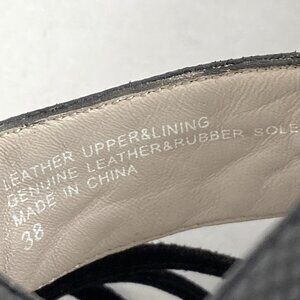 LEATHER UPPER&LINING
GENUINE LEATHER&RUBBER SOLE
MADE IN CHINA
38